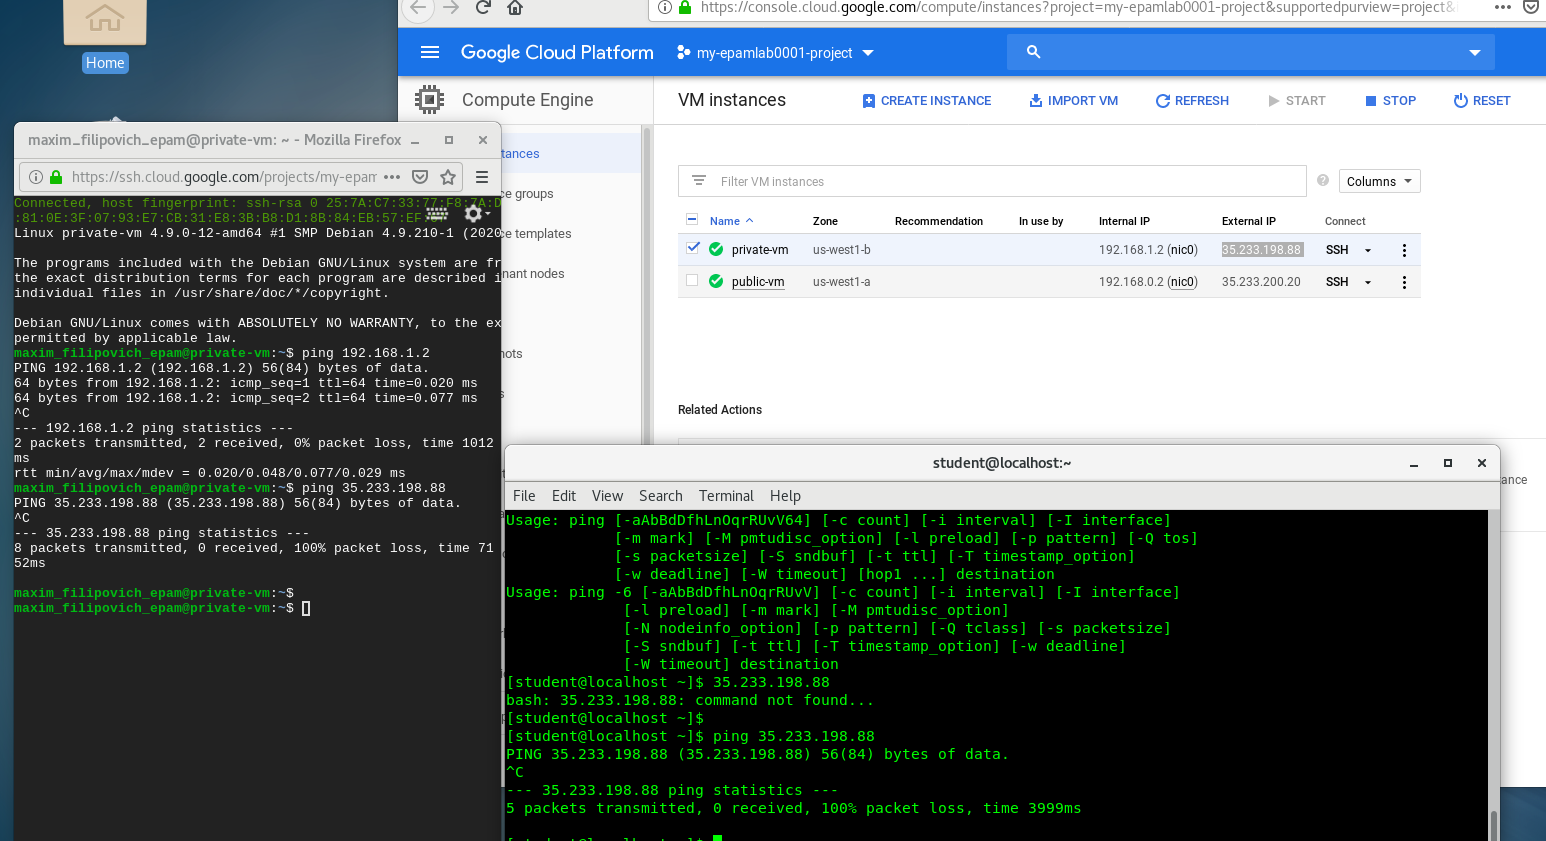 Home
https://console.cloud.google.com/compute/instances?project=my-epamlab0001-project&supportedpurview=project&
Google Cloud Platform
my-epamlab0001-project
Compute Engine
VM instances
CREATE INSTANCE
IMPORT VM
REFRESH
START
STOP
RESET
tances
ce groups
ce templates
nant nodes
hots
s
Filter VM instances
Columns
Name Zone Recommendation In use by Internal IP External IP Connect
private-vm us-west1-b 192.168.1.2 (nic0) 35.233.198.88 SSH
public-vm us-west1-a 192.168.0.2 (nic0) 35.233.200.20 SSH
Related Actions
ance
maxim_filipovich_epam@private-vm: ~ - Mozilla Firefox
https://ssh.cloud.google.com/projects/my-epam
Connected, host fingerprint: ssh-rsa 0 25:7A:C7:33:77:F8:7A:D
:81:0E:3F:07:93:E7:CB:31:E8:3B:B8:D1:8B:84:EB:57:EF
Linux private-vm 4.9.0-12-amd64 #1 SMP Debian 4.9.210-1 (2020
The programs included with the Debian GNU/Linux system are fr
the exact distribution terms for each program are described i
individual files in /usr/share/doc/*/copyright.
Debian GNU/Linux comes with ABSOLUTELY NO WARRANTY, to the ex
permitted by applicable law.
maxim_filipovich_epam@private-vm:~$ ping 192.168.1.2
PING 192.168.1.2 (192.168.1.2) 56(84) bytes of data.
64 bytes from 192.168.1.2: icmp_seq=1 ttl=64 time=0.020 ms
64 bytes from 192.168.1.2: icmp_seq=2 ttl=64 time=0.077 ms
^C
--- 192.168.1.2 ping statistics ---
2 packets transmitted, 2 received, 0% packet loss, time 1012
ms
rtt min/avg/max/mdev = 0.020/0.048/0.077/0.029 ms
maxim_filipovich_epam@private-vm:~$ ping 35.233.198.88
PING 35.233.198.88 (35.233.198.88) 56(84) bytes of data.
^C
--- 35.233.198.88 ping statistics ---
8 packets transmitted, 0 received, 100% packet loss, time 71
52ms
maxim_filipovich_epam@private-vm:~$
maxim_filipovich_epam@private-vm:~$
student@localhost:~
File Edit View Search Terminal Help
Usage: ping [-aAbBdDfhLnOqrRUvV64] [-c count] [-i interval] [-I interface]
[-m mark] [-M pmtudisc_option] [-l preload] [-p pattern] [-Q tos]
[-s packetsize] [-S sndbuf] [-t ttl] [-T timestamp_option]
[-w deadline] [-W timeout] [hop1 ...] destination
Usage: ping -6 [-aAbBdDfhLnOqrRUvV] [-c count] [-i interval] [-I interface]
[-l preload] [-m mark] [-M pmtudisc_option]
[-N nodeinfo_option] [-p pattern] [-Q tclass] [-s packetsize]
[-S sndbuf] [-t ttl] [-T timestamp_option] [-w deadline]
[-W timeout] destination
[student@localhost ~]$ 35.233.198.88
bash: 35.233.198.88: command not found...
[student@localhost ~]$
[student@localhost ~]$ ping 35.233.198.88
PING 35.233.198.88 (35.233.198.88) 56(84) bytes of data.
^C
--- 35.233.198.88 ping statistics ---
5 packets transmitted, 0 received, 100% packet loss, time 3999ms
[student@localhost ~]$